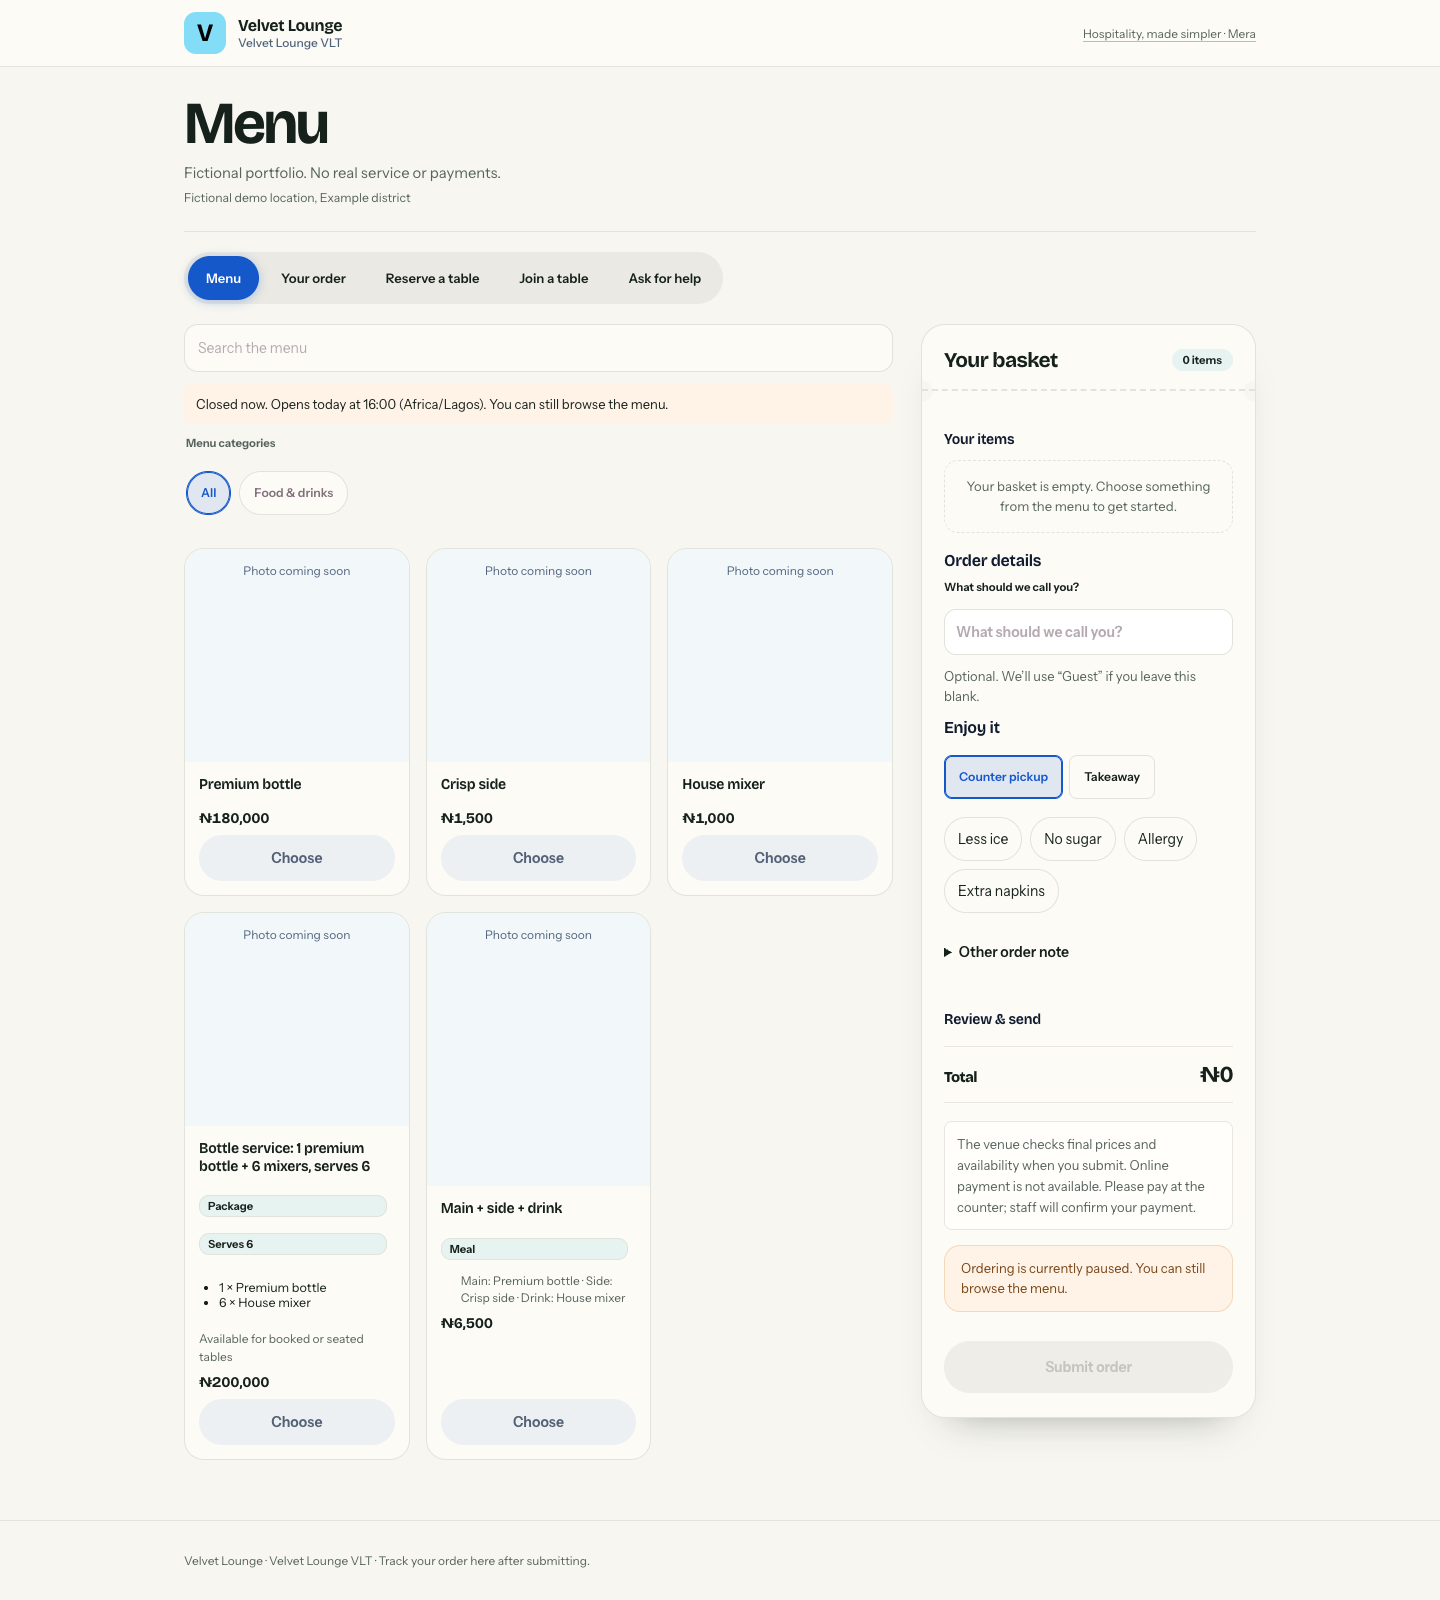 V
Velvet Lounge
Velvet Lounge VLT
Hospitality, made simpler · Mera
Menu
Fictional portfolio. No real service or payments.
Fictional demo location, Example district
Menu
Your order
Reserve a table
Join a table
Ask for help
Search the menu
Closed now. Opens today at 16:00 (Africa/Lagos). You can still browse the menu.
Menu categories
All
Food & drinks
Photo coming soon
Premium bottle
₦180,000
Choose
Photo coming soon
Crisp side
₦1,500
Choose
Photo coming soon
House mixer
₦1,000
Choose
Photo coming soon
Bottle service: 1 premium
bottle + 6 mixers, serves 6
Package
Serves 6
• 1 × Premium bottle
• 6 × House mixer
Available for booked or seated
tables
₦200,000
Choose
Photo coming soon
Main + side + drink
Meal
Main: Premium bottle · Side:
Crisp side · Drink: House mixer
₦6,500
Choose
Your basket
0 items
Your items
Your basket is empty. Choose something
from the menu to get started.
Order details
What should we call you?
What should we call you?
Optional. We’ll use “Guest” if you leave this
blank.
Enjoy it
Counter pickup
Takeaway
Less ice
No sugar
Allergy
Extra napkins
Other order note
Review & send
Total
₦0
The venue checks final prices and
availability when you submit. Online
payment is not available. Please pay at the
counter; staff will confirm your payment.
Ordering is currently paused. You can still
browse the menu.
Submit order
Velvet Lounge · Velvet Lounge VLT · Track your order here after submitting.